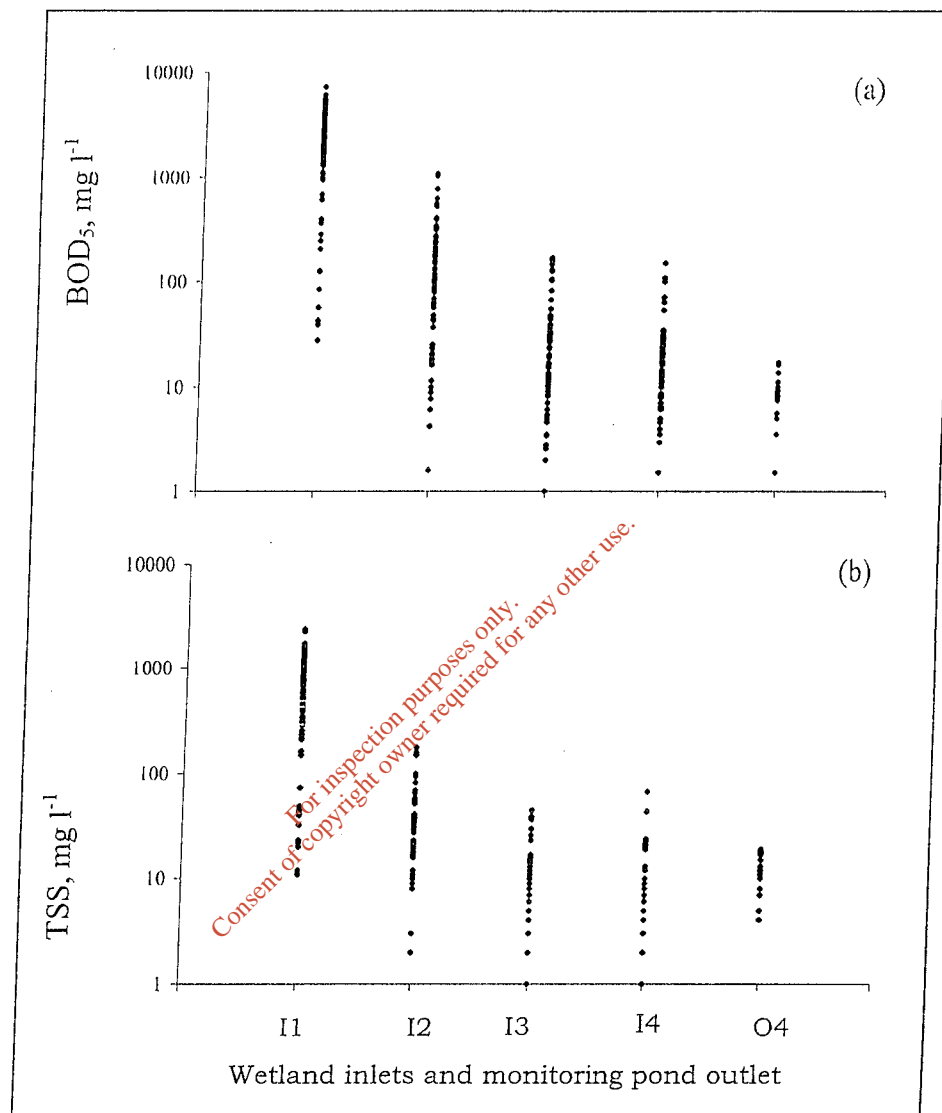 (a)
10000
1000
100
10
1
BOD₅, mg l⁻¹
(b)
10000
1000
100
10
1
TSS, mg l⁻¹
For inspection purposes only.
Consent of copyright owner required for any other use.
I1 I2 I3 I4 O4
Wetland inlets and monitoring pond outlet